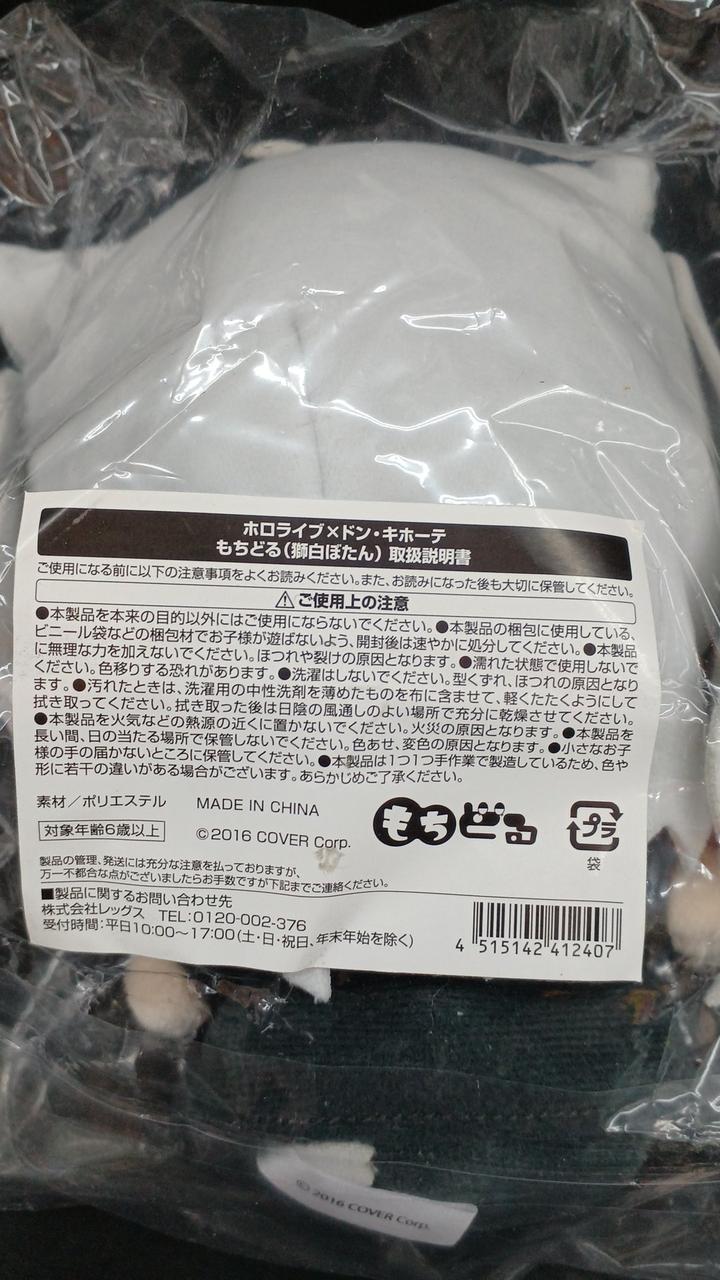 ホロライブ×ドン・キホーテ
もちどる(獅白ぼたん) 取扱説明書
ご使用になる前に以下の注意事項をよくお読みください。また、お読みになった後も大切に保管してください。
⚠ご使用上の注意
●本製品を本来の目的以外にはご使用にならないでください。●本製品の梱包に使用している、
ビニール袋などの梱包材でお子様が遊ばないよう、開封後は速やかに処分してください。●本製品
に無理な力を加えないでください。ほつれや裂けの原因となります。●濡れた状態で使用しないで
ください。色移りする恐れがあります。●洗濯はしないでください。型くずれ、ほつれの原因となり
ます。●汚れたときは、洗濯用の中性洗剤を薄めたものを布に含ませて、軽くたたくようにして
拭き取ってください。拭き取った後は日陰の風通しのよい場所で充分に乾燥させてください。
●本製品を火気などの熱源の近くに置かないでください。火災の原因となります。●本製品を
長い間、日の当たる場所で保管しないでください。色あせ、変色の原因となります。●小さなお子
様の手の届かないところに保管してください。●本製品は1つ1つ手作業で製造しているため、色や
形に若干の違いがある場合がございます。あらかじめご了承ください。
素材/ポリエステル MADE IN CHINA
対象年齢6歳以上 ©2016 COVER Corp.
もちどる
プラ
袋
製品の管理、発送には充分な注意を払っておりますが、
万一不都合な点がございましたらお手数ですが下記までご連絡ください。
■製品に関するお問い合わせ先
株式会社レッグス TEL:0120-002-376
受付時間:平日10:00〜17:00(土・日・祝日、年末年始を除く)
4 515142 412407
© 2016 COVER Corp.